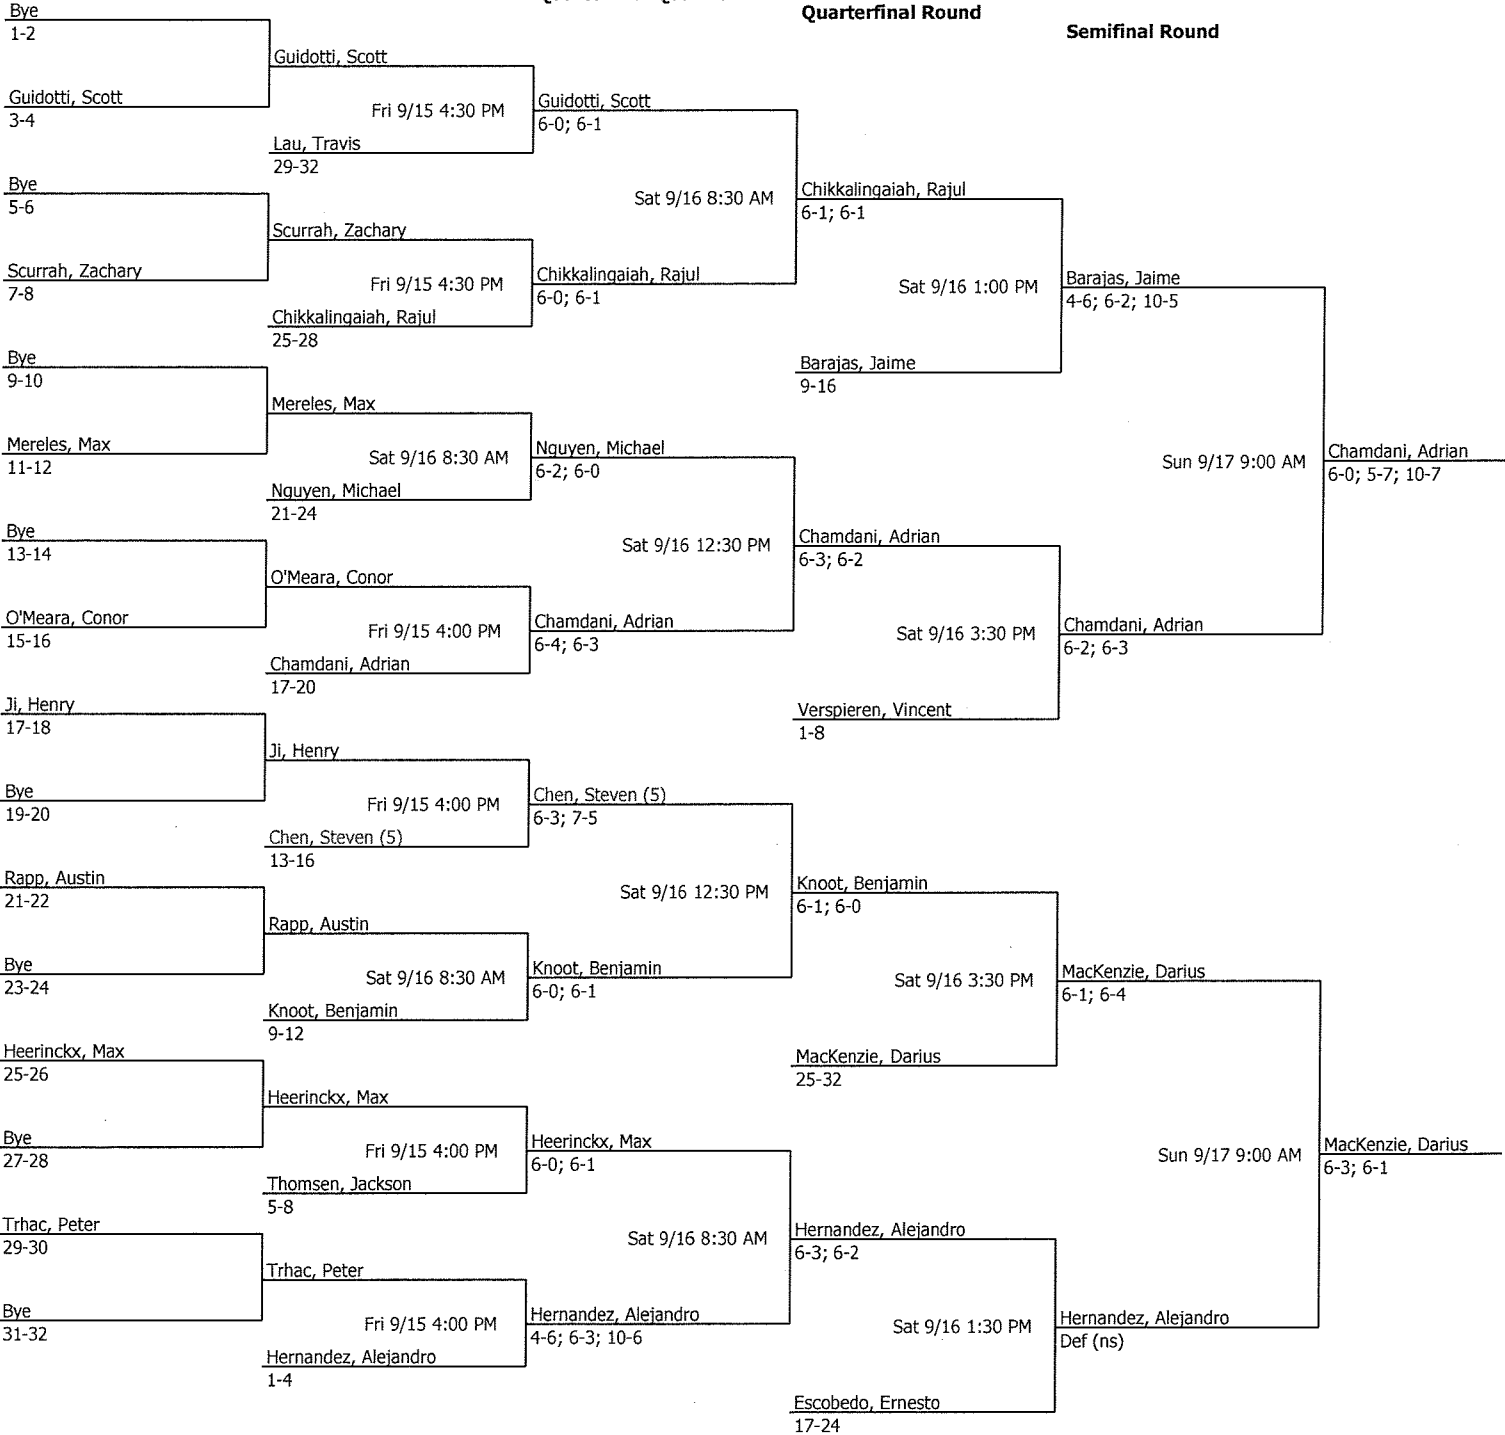 Quarterfinal Round
Semifinal Round
Bye
1-2
Guidotti, Scott
Guidotti, Scott
3-4
Fri 9/15 4:30 PM
Guidotti, Scott
6-0; 6-1
Lau, Travis
29-32
Bye
5-6
Sat 9/16 8:30 AM
Chikkalingaiah, Rajul
6-1; 6-1
Scurrah, Zachary
Scurrah, Zachary
7-8
Fri 9/15 4:30 PM
Chikkalingaiah, Rajul
6-0; 6-1
Sat 9/16 1:00 PM
Barajas, Jaime
4-6; 6-2; 10-5
Chikkalingaiah, Rajul
25-28
Bye
9-10
Barajas, Jaime
9-16
Mereles, Max
Mereles, Max
11-12
Sat 9/16 8:30 AM
Nguyen, Michael
6-2; 6-0
Sun 9/17 9:00 AM
Chamdani, Adrian
6-0; 5-7; 10-7
Nguyen, Michael
21-24
Bye
13-14
Sat 9/16 12:30 PM
Chamdani, Adrian
6-3; 6-2
O'Meara, Conor
O'Meara, Conor
15-16
Fri 9/15 4:00 PM
Chamdani, Adrian
6-4; 6-3
Sat 9/16 3:30 PM
Chamdani, Adrian
6-2; 6-3
Chamdani, Adrian
17-20
Ji, Henry
17-18
Verspieren, Vincent
1-8
Ji, Henry
Bye
19-20
Fri 9/15 4:00 PM
Chen, Steven (5)
6-3; 7-5
Chen, Steven (5)
13-16
Rapp, Austin
21-22
Sat 9/16 12:30 PM
Knoot, Benjamin
6-1; 6-0
Rapp, Austin
Bye
23-24
Sat 9/16 8:30 AM
Knoot, Benjamin
6-0; 6-1
Sat 9/16 3:30 PM
MacKenzie, Darius
6-1; 6-4
Knoot, Benjamin
9-12
Heerinckx, Max
25-26
MacKenzie, Darius
25-32
Heerinckx, Max
Bye
27-28
Fri 9/15 4:00 PM
Heerinckx, Max
6-0; 6-1
Sun 9/17 9:00 AM
MacKenzie, Darius
6-3; 6-1
Thomsen, Jackson
5-8
Trhac, Peter
29-30
Sat 9/16 8:30 AM
Hernandez, Alejandro
6-3; 6-2
Trhac, Peter
Bye
31-32
Fri 9/15 4:00 PM
Hernandez, Alejandro
4-6; 6-3; 10-6
Sat 9/16 1:30 PM
Hernandez, Alejandro
Def (ns)
Hernandez, Alejandro
1-4
Escobedo, Ernesto
17-24